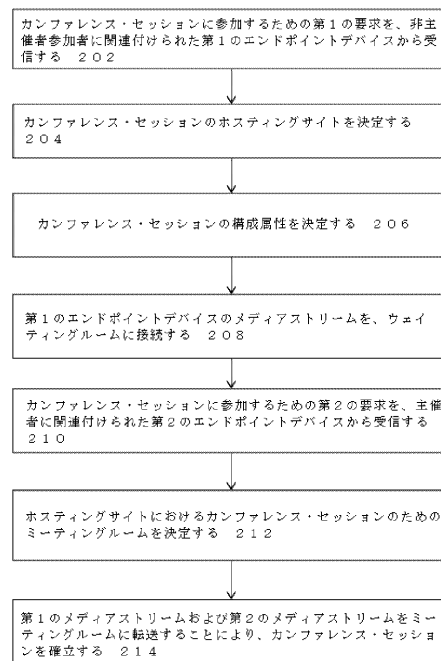 カンファレンス・セッションに参加するための第１の要求を、非主
催者参加者に関連付けられた第１のエンドポイントデバイスから受
信する　２０２
カンファレンス・セッションのホスティングサイトを決定する
２０４
カンファレンス・セッションの構成属性を決定する　２０６
第１のエンドポイントデバイスのメディアストリームを、ウェイ
ティングルームに接続する　２０８
カンファレンス・セッションに参加するための第２の要求を、主催
者に関連付けられた第２のエンドポイントデバイスから受信する
２１０
ホスティングサイトにおけるカンファレンス・セッションのための
ミーティングルームを決定する　２１２
第１のメディアストリームおよび第２のメディアストリームをミー
ティングルームに転送することにより、カンファレンス・セッショ
ンを確立する　２１４